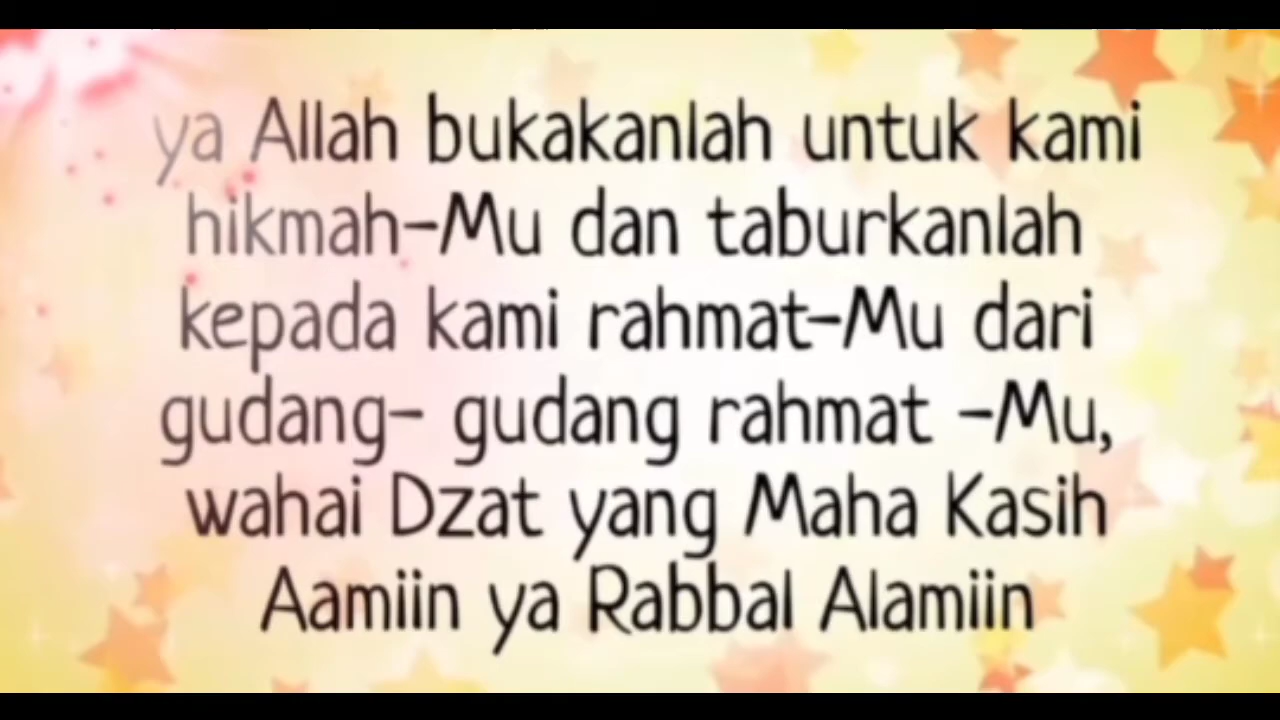 ya Allah bukakanlah untuk kami
hikmah-Mu dan taburkanlah
kepada kami rahmat-Mu dari
gudang- gudang rahmat -Mu,
wahai Dzat yang Maha Kasih
Aamiin ya Rabbal Alamiin